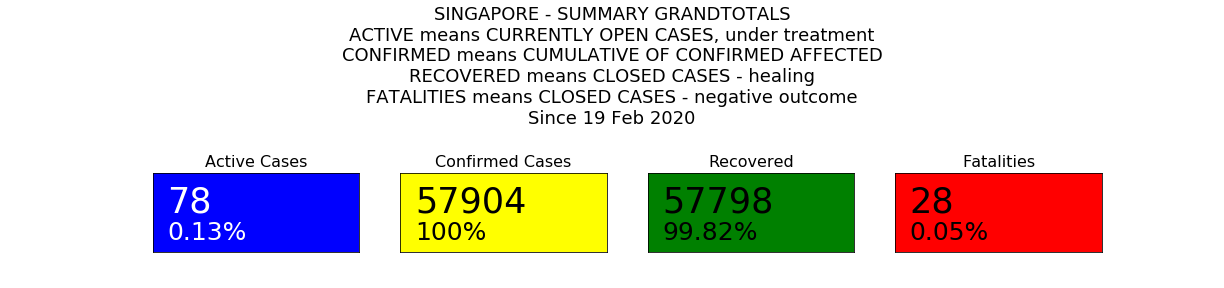 SINGAPORE - SUMMARY GRANDTOTALS
ACTIVE means CURRENTLY OPEN CASES, under treatment
CONFIRMED means CUMULATIVE OF CONFIRMED AFFECTED
RECOVERED means CLOSED CASES - healing
FATALITIES means CLOSED CASES - negative outcome
Since 19 Feb 2020
Active Cases
78
0.13%
Confirmed Cases
57904
100%
Recovered
57798
99.82%
Fatalities
28
0.05%